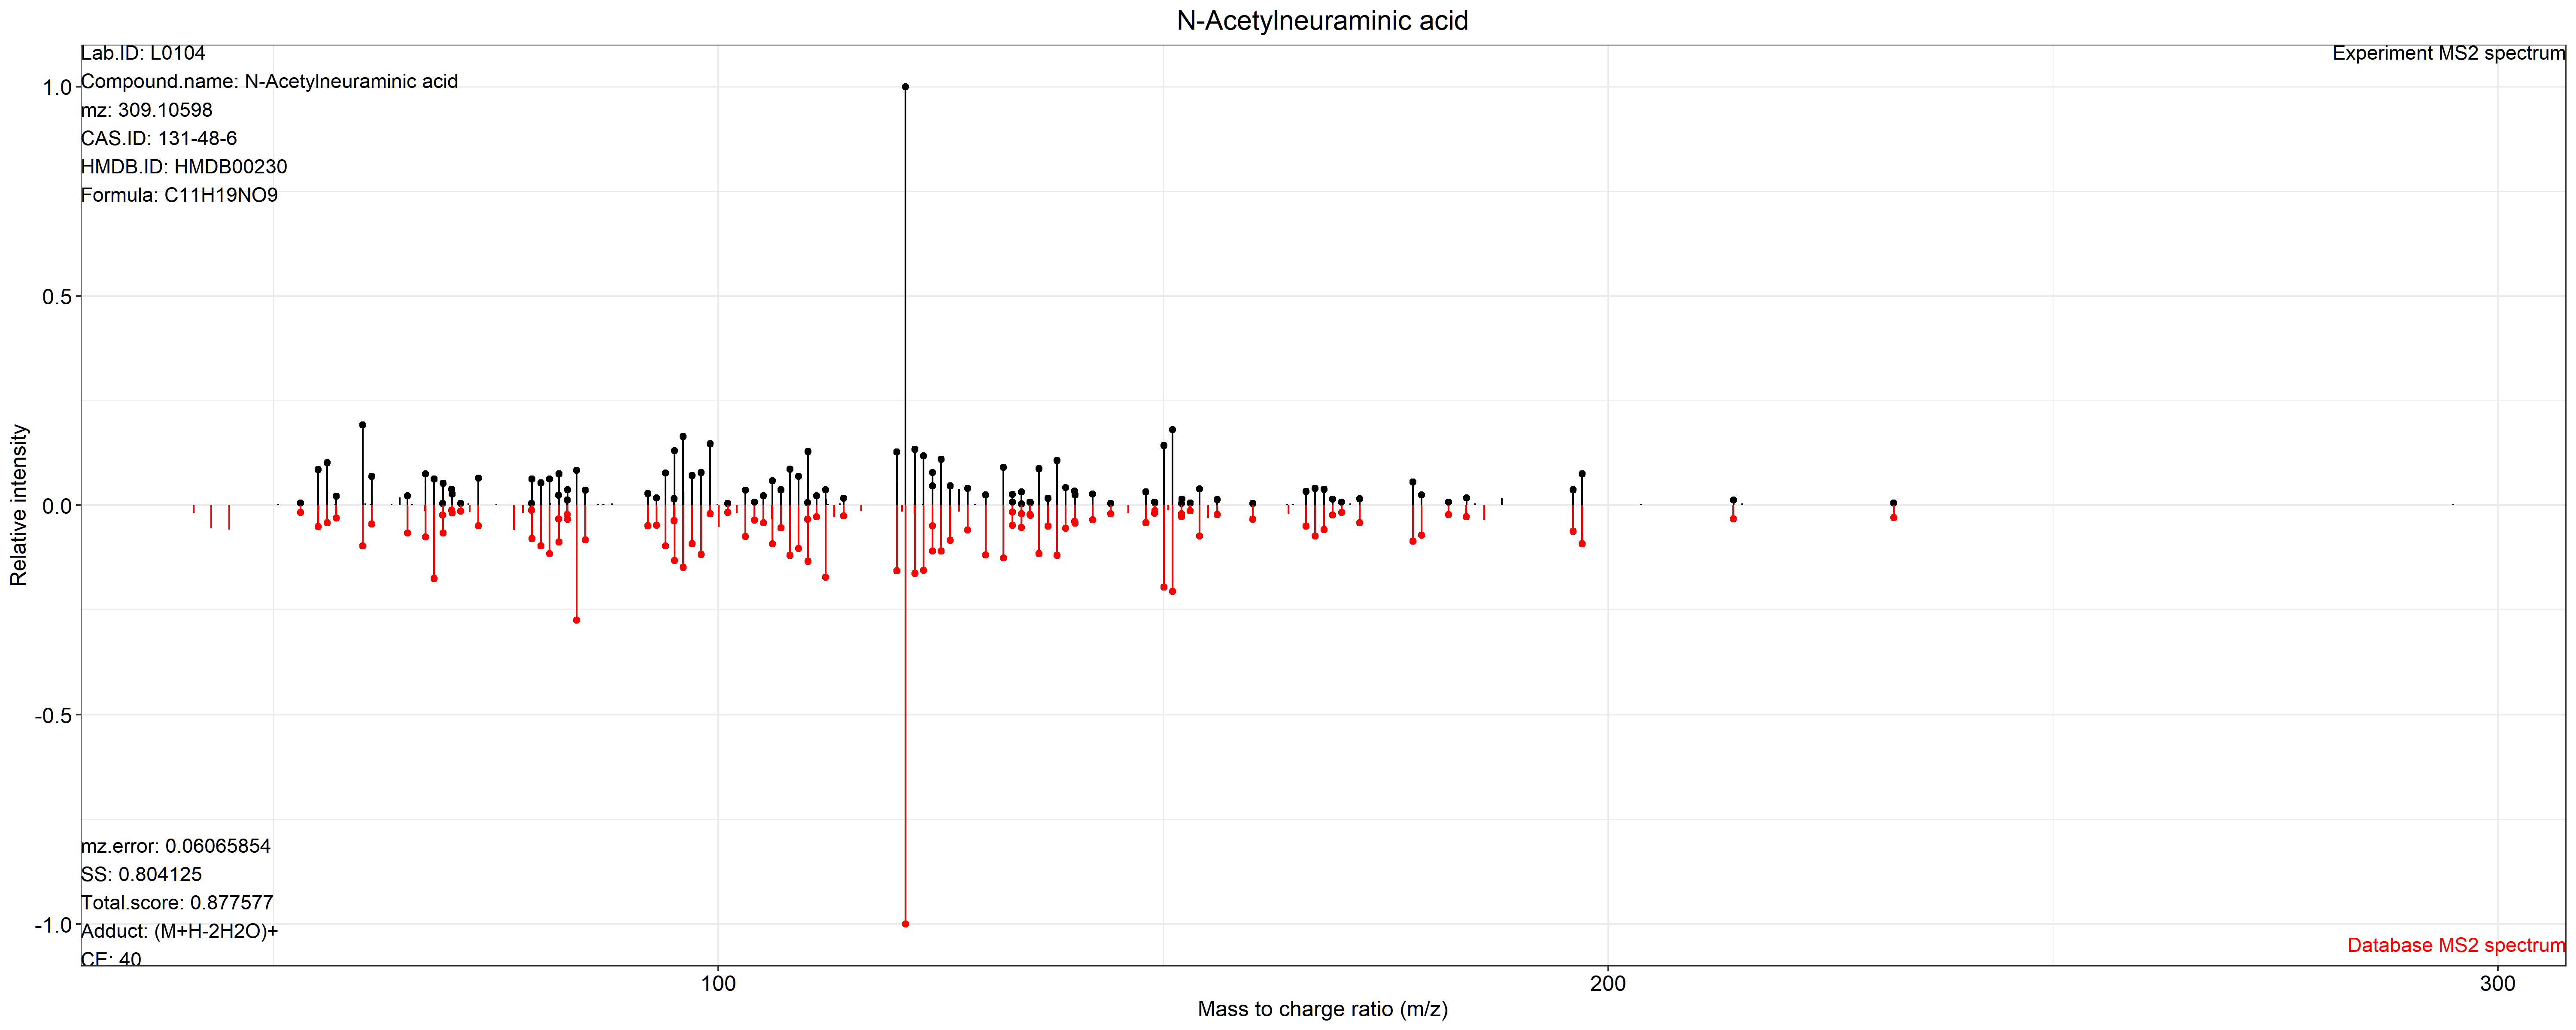 N-Acetylneuraminic acid
Lab.ID: L0104
Experiment MS2 spectrum
Compound.name: N-Acetylneuraminic acid
mz: 309.10598
CAS.ID: 131-48-6
HMDB.ID: HMDB00230
Formula: C11H19NO9
1.0
0.5
0.0
-0.5
-1.0
Relative intensity
mz.error: 0.06065854
SS: 0.804125
Total.score: 0.877577
Adduct: (M+H-2H2O)+
CE: 40
Database MS2 spectrum
100
200
300
Mass to charge ratio (m/z)